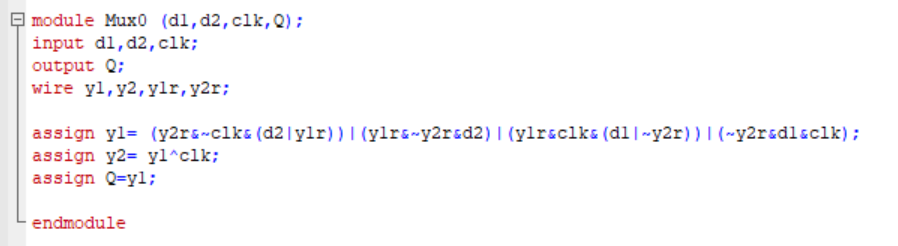 module Mux0 (d1,d2,clk,Q);
input d1,d2,clk;
output Q;
wire y1,y2,y1r,y2r;
assign y1= (y2r&~clk&(d2|y1r))|(y1r&~y2r&d2)|(y1r&clk&(d1|~y2r))|(~y2r&d1&clk);
assign y2= y1^clk;
assign Q=y1;
endmodule